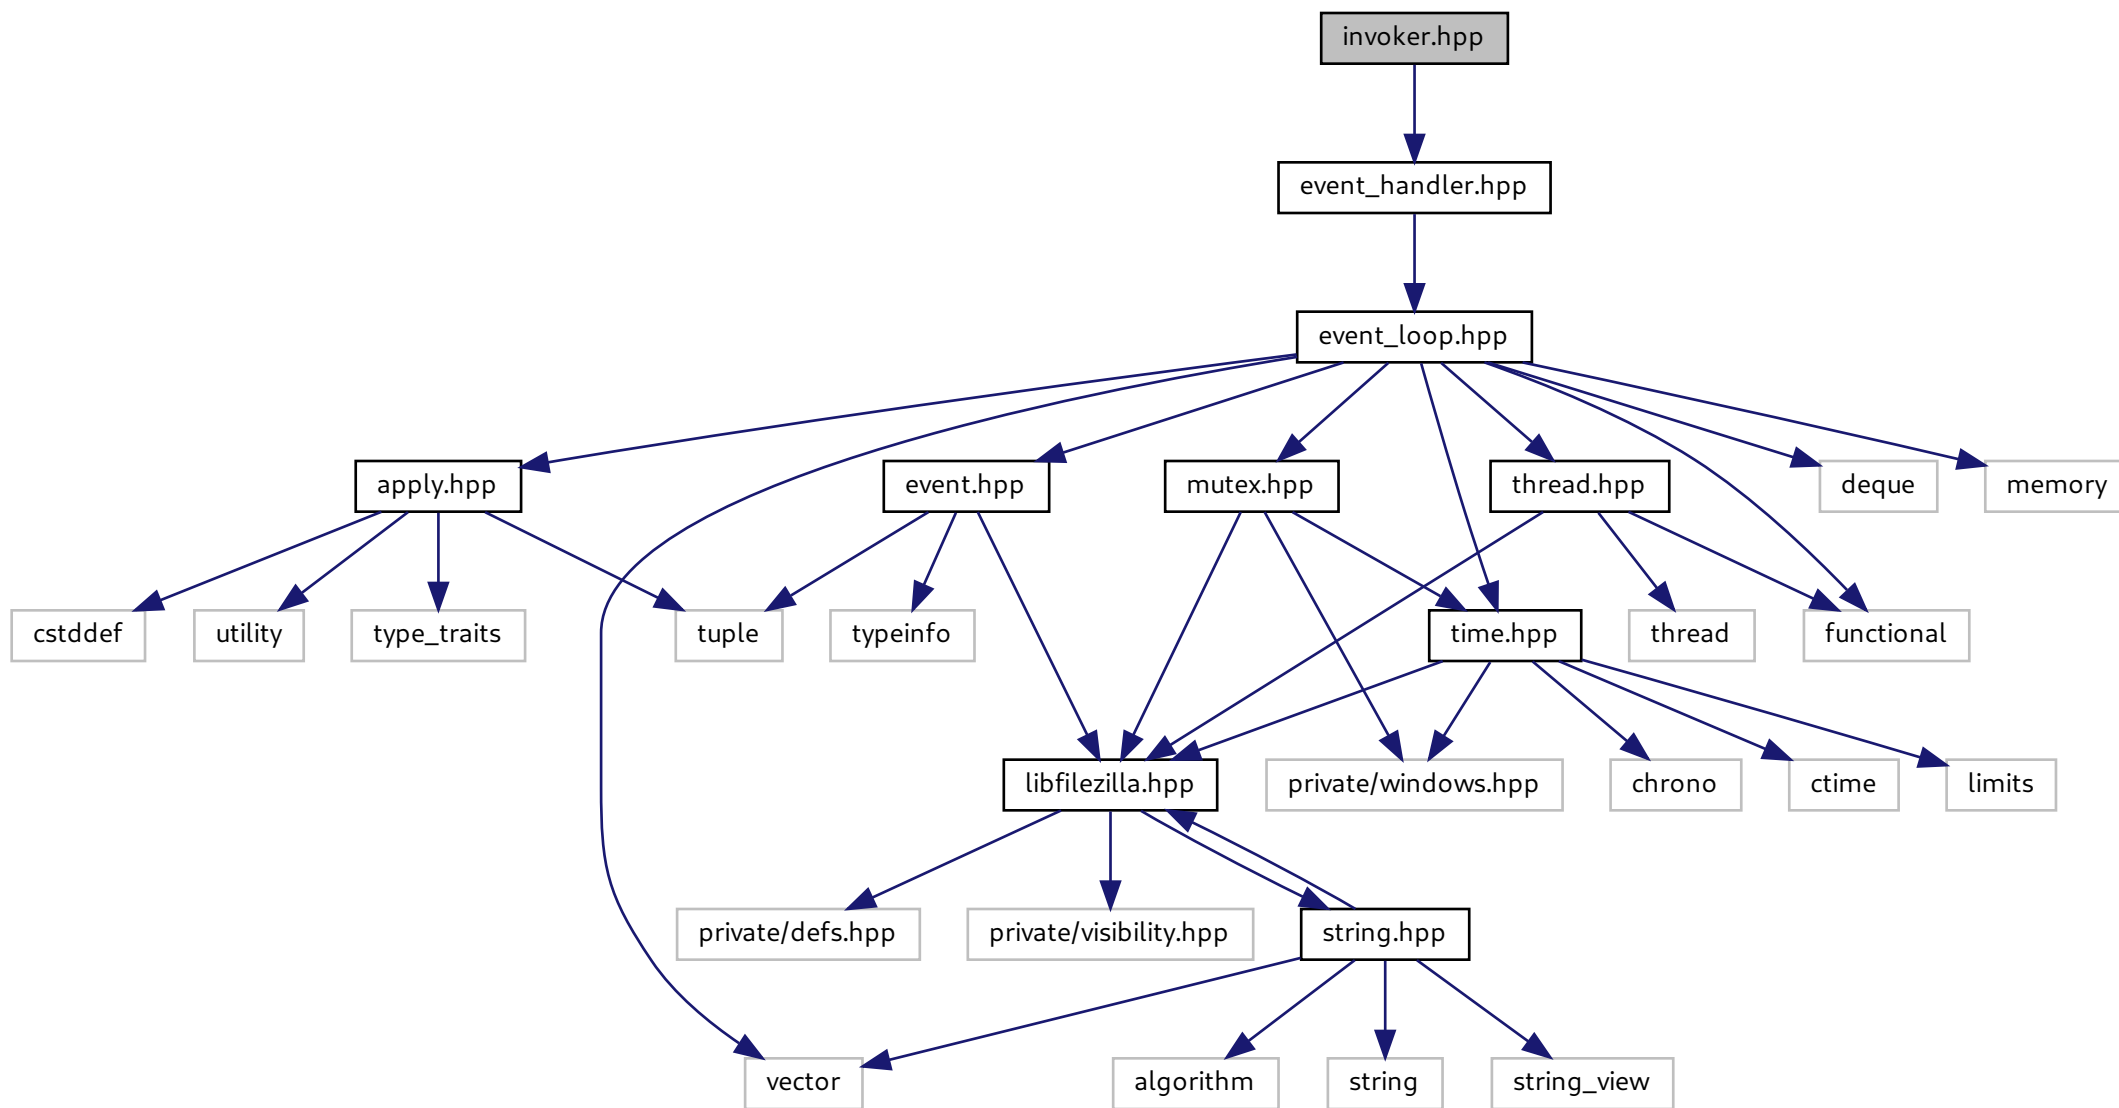 invoker.hpp
event_handler.hpp
event_loop.hpp
apply.hpp
event.hpp
mutex.hpp
thread.hpp
deque
memory
cstddef
utility
type_traits
tuple
typeinfo
time.hpp
thread
functional
libfilezilla.hpp
private/windows.hpp
chrono
ctime
limits
private/defs.hpp
private/visibility.hpp
string.hpp
vector
algorithm
string
string_view